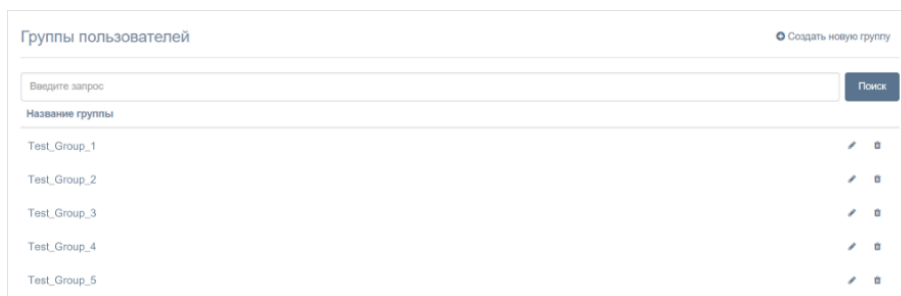 Группы пользователей
Создать новую группу
Введите запрос
Поиск
Название группы
Test_Group_1
Test_Group_2
Test_Group_3
Test_Group_4
Test_Group_5